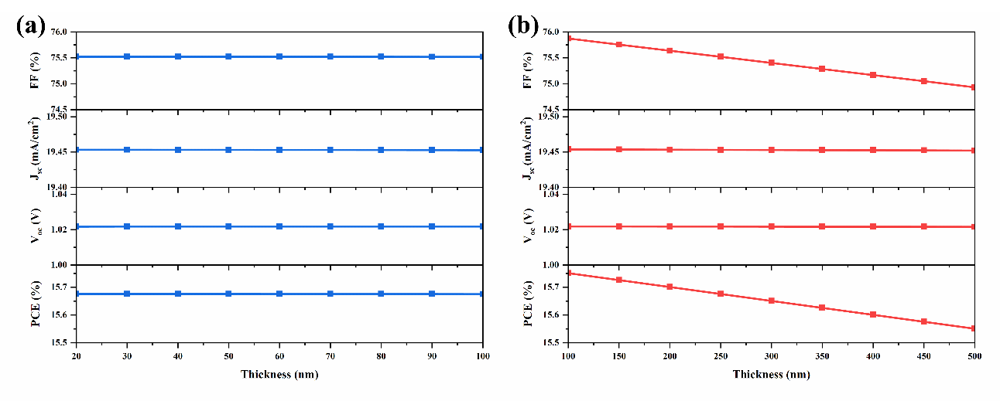 (a)
76.0
75.5
75.0
74.5
FF (%)
19.50
19.45
19.40
Jsc (mA/cm2)
1.04
1.02
1.00
Voc (V)
15.7
15.6
15.5
PCE (%)
20 30 40 50 60 70 80 90 100
Thickness (nm)
(b)
76.0
75.5
75.0
74.5
FF (%)
19.50
19.45
19.40
Jsc (mA/cm2)
1.04
1.02
1.00
Voc (V)
15.7
15.6
15.5
PCE (%)
100 150 200 250 300 350 400 450 500
Thickness (nm)